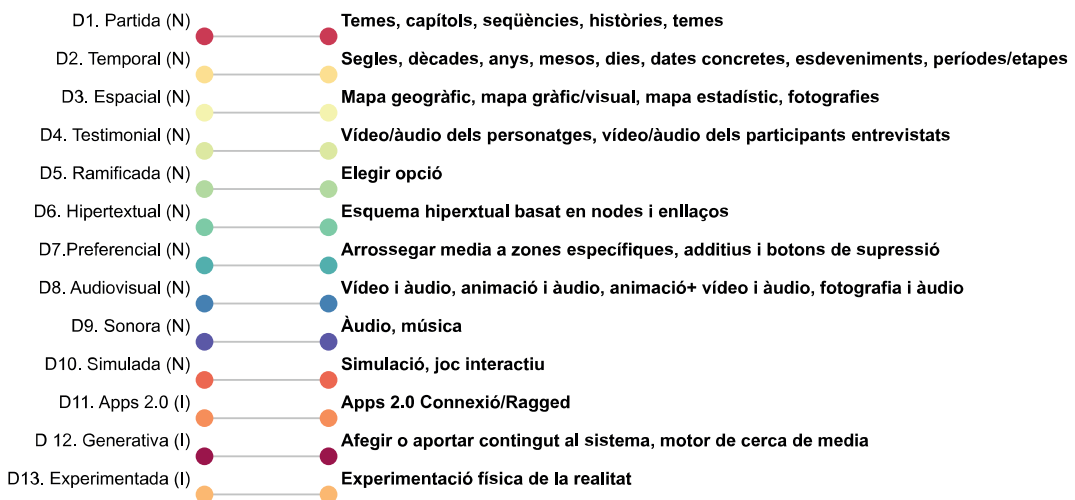 D1. Partida (N) Temes, capítols, seqüències, històries, temes
D2. Temporal (N) Segles, dècades, anys, mesos, dies, dates concretes, esdeveniments, períodes/etapes
D3. Espacial (N) Mapa geogràfic, mapa gràfic/visual, mapa estadístic, fotografies
D4. Testimonial (N) Vídeo/àudio dels personatges, vídeo/àudio dels participants entrevistats
D5. Ramificada (N) Elegir opció
D6. Hipertextual (N) Esquema hiperxtual basat en nodes i enllaços
D7.Preferencial (N) Arrossegar media a zones específiques, additius i botons de supressió
D8. Audiovisual (N) Vídeo i àudio, animació i àudio, animació+ vídeo i àudio, fotografia i àudio
D9. Sonora (N) Àudio, música
D10. Simulada (N) Simulació, joc interactiu
D11. Apps 2.0 (I) Apps 2.0 Connexió/Ragged
D 12. Generativa (I) Afegir o aportar contingut al sistema, motor de cerca de media
D13. Experimentada (I) Experimentació física de la realitat